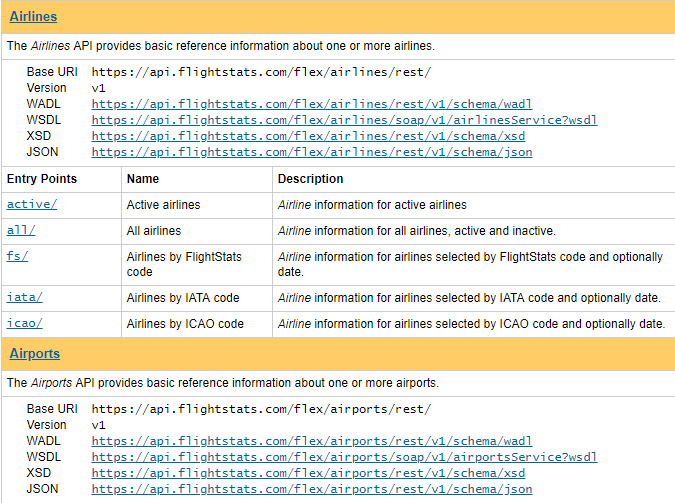 Airlines
The Airlines API provides basic reference information about one or more airlines.
Base URI https://api.flightstats.com/flex/airlines/rest/
Version v1
WADL https://api.flightstats.com/flex/airlines/rest/v1/schema/wadl
WSDL https://api.flightstats.com/flex/airlines/soap/v1/airlinesService?wsdl
XSD https://api.flightstats.com/flex/airlines/rest/v1/schema/xsd
JSON https://api.flightstats.com/flex/airlines/rest/v1/schema/json
Entry Points Name Description
active/ Active airlines Airline information for active airlines
all/ All airlines Airline information for all airlines, active and inactive.
fs/ Airlines by FlightStats Airline information for airlines selected by FlightStats code and optionally
code date.
iata/ Airlines by IATA code Airline information for airlines selected by IATA code and optionally date.
icao/ Airlines by ICAO code Airline information for airlines selected by ICAO code and optionally date.
Airports
The Airports API provides basic reference information about one or more airports.
Base URI https://api.flightstats.com/flex/airports/rest/
Version v1
WADL https://api.flightstats.com/flex/airports/rest/v1/schema/wadl
WSDL https://api.flightstats.com/flex/airports/soap/v1/airportsService?wsdl
XSD https://api.flightstats.com/flex/airports/rest/v1/schema/xsd
JSON https://api.flightstats.com/flex/airports/rest/v1/schema/json